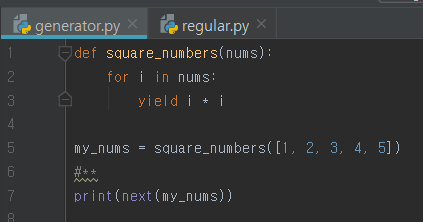 generator.py regular.py
1 def square_numbers(nums):
2 for i in nums:
3 yield i * i
4
5 my_nums = square_numbers([1, 2, 3, 4, 5])
6 #**
7 print(next(my_nums))
8